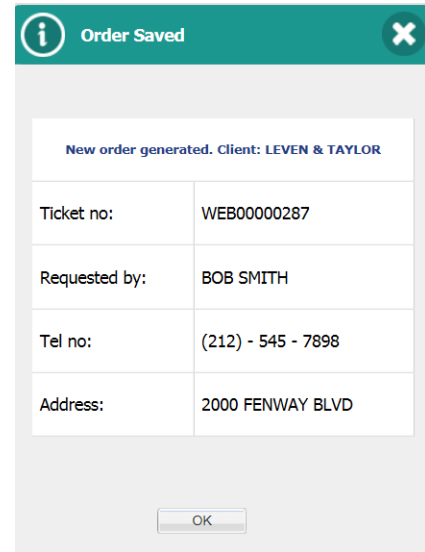 Order Saved
New order generated. Client: LEVEN & TAYLOR
Ticket no: WEB00000287
Requested by: BOB SMITH
Tel no: (212) - 545 - 7898
Address: 2000 FENWAY BLVD
OK